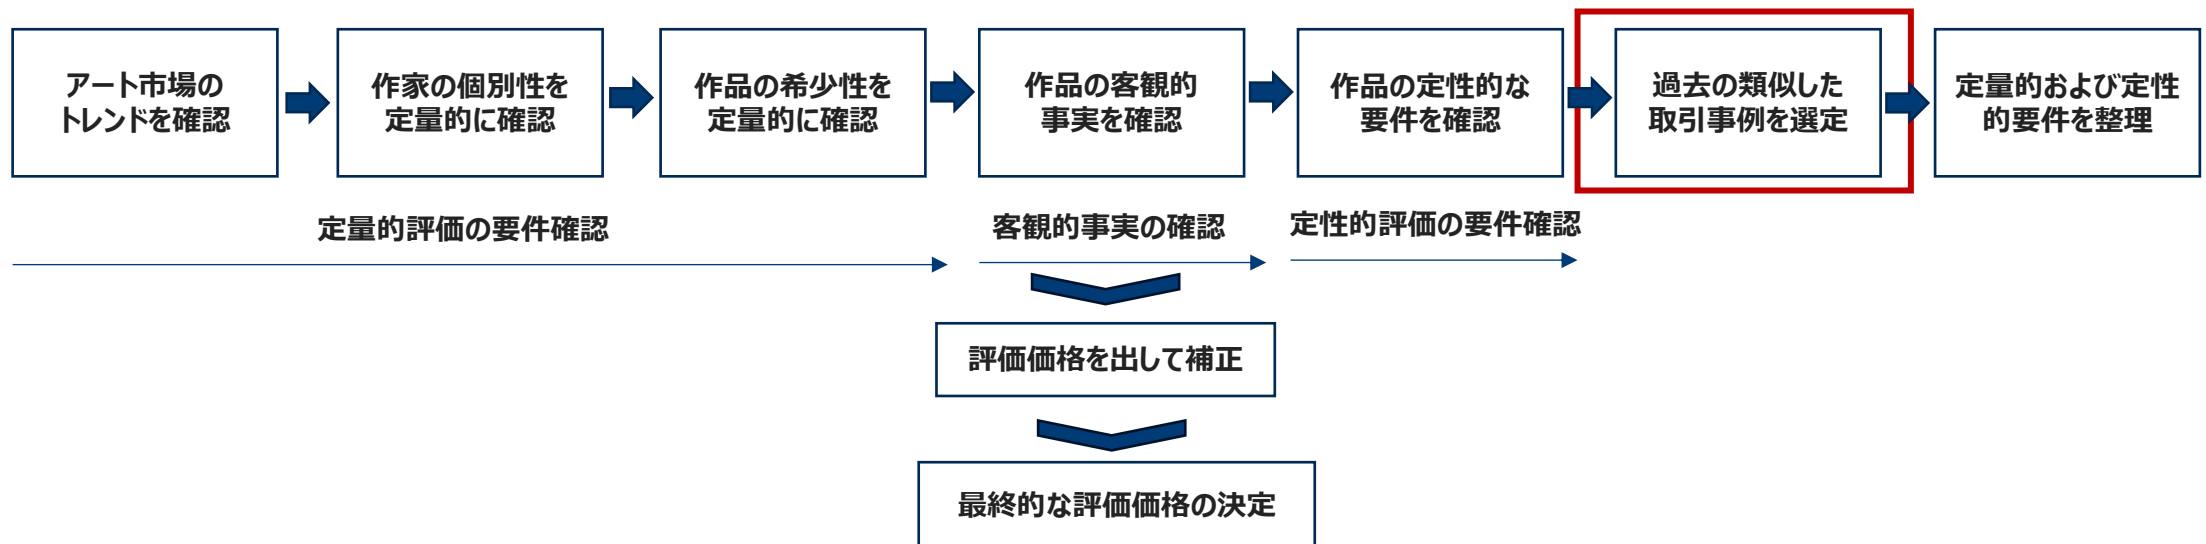 アート市場の
トレンドを確認
作家の個別性を
定量的に確認
作品の希少性を
定量的に確認
作品の客観的
事実を確認
作品の定性的な
要件を確認
過去の類似した
取引事例を選定
定量的および定性
的要件を整理
定量的評価の要件確認
客観的事実の確認
定性的評価の要件確認
評価価格を出して補正
最終的な評価価格の決定